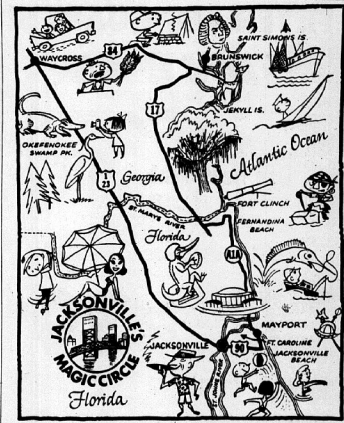 SAINT SIMONS IS.
84
WAYCROSS
BRUNSWICK
JEKYLL IS.
17
OKEFENOKEE
SWAMP PK.
Atlantic Ocean
Georgia
1
23
ST. MARYS RIVER
FORT CLINCH
FERNANDINA
BEACH
Florida
A1A
MAYPORT
JACKSONVILLE'S
MAGIC CIRCLE
JACKSONVILLE
90
FT. CAROLINE
JACKSONVILLE
BEACH
Florida